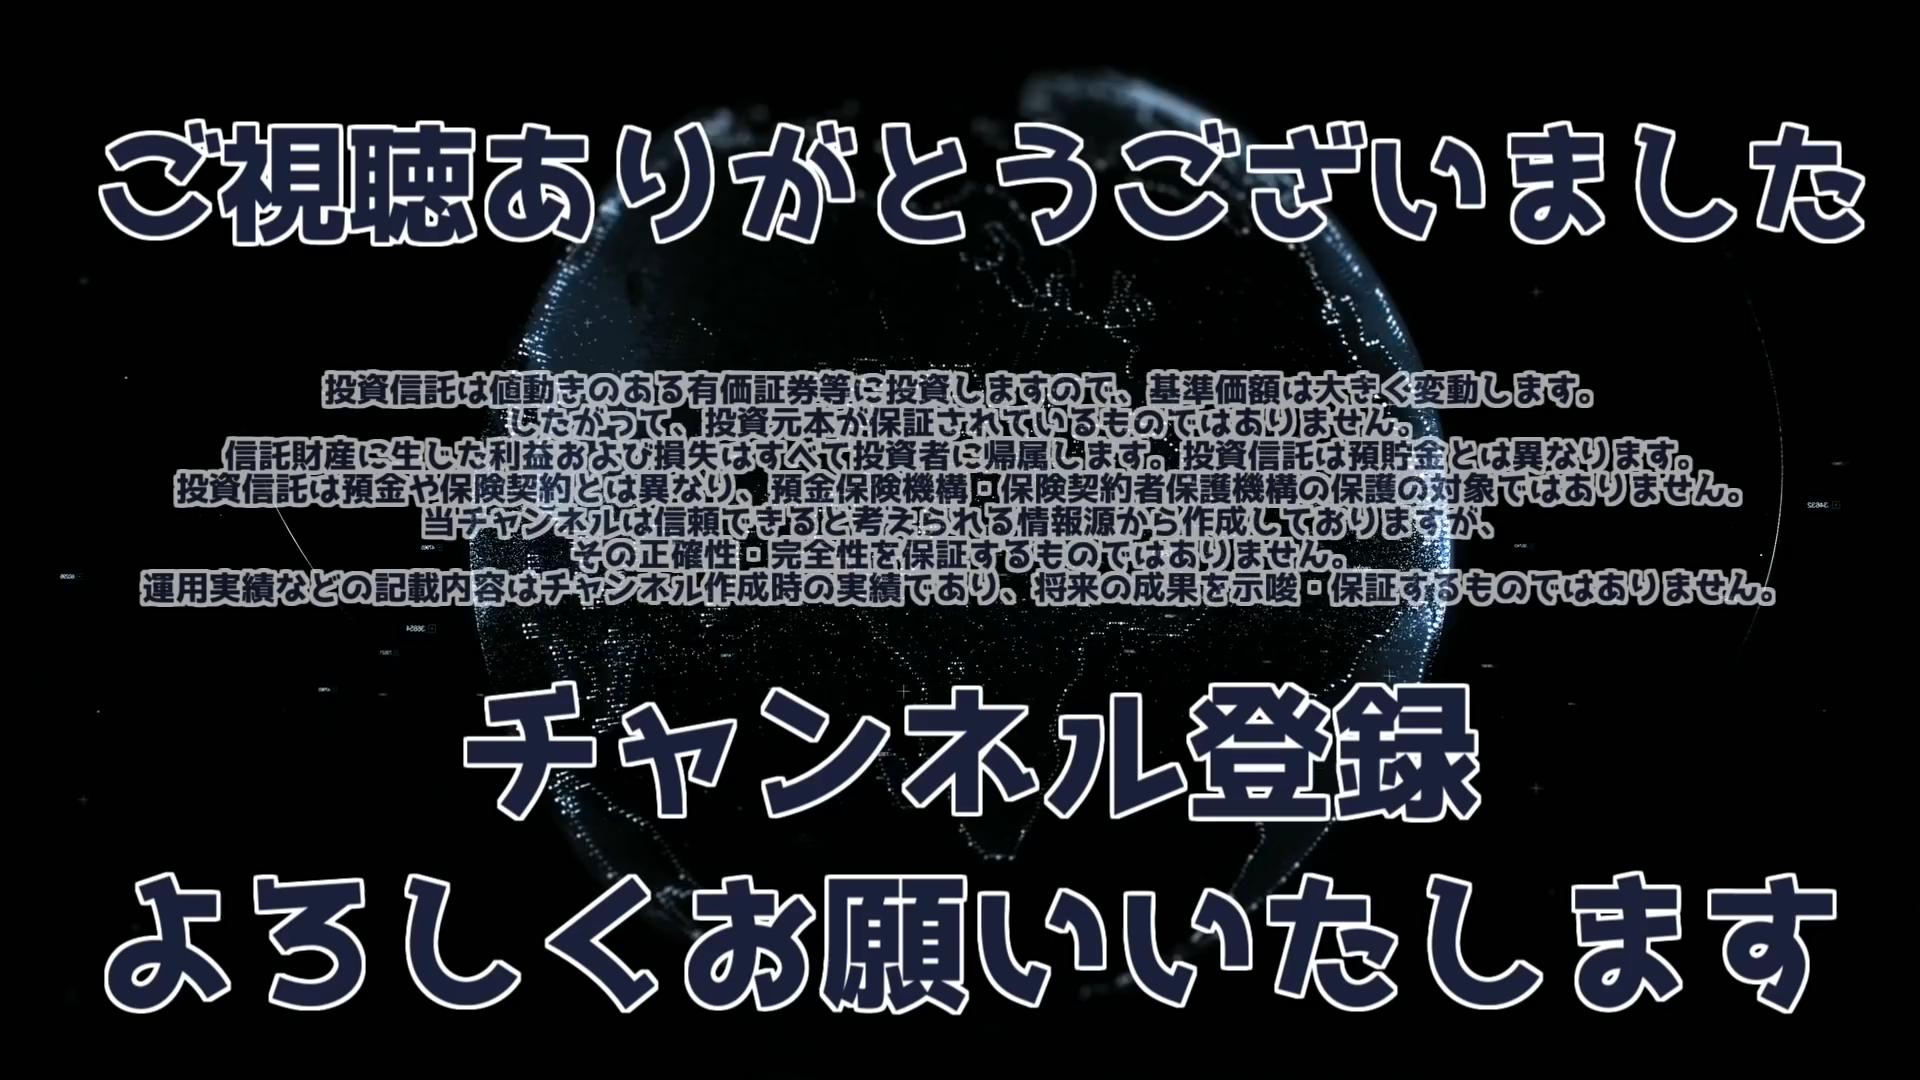 ご視聴ありがとうございました
投資信託は値動きのある有価証券等に投資しますので、基準価額は大きく変動します。
したがって、投資元本が保証されているものではありません。
信託財産に生じた利益および損失はすべて投資者に帰属します。投資信託は預貯金とは異なります。
投資信託は預金や保険契約とは異なり、預金保険機構・保険契約者保護機構の保護の対象ではありません。
当チャンネルは信頼できると考えられる情報源から作成しておりますが、
その正確性・完全性を保証するものではありません。
運用実績などの記載内容はチャンネル作成時の実績であり、将来の成果を示唆・保証するものではありません。
チャンネル登録
よろしくお願いいたします